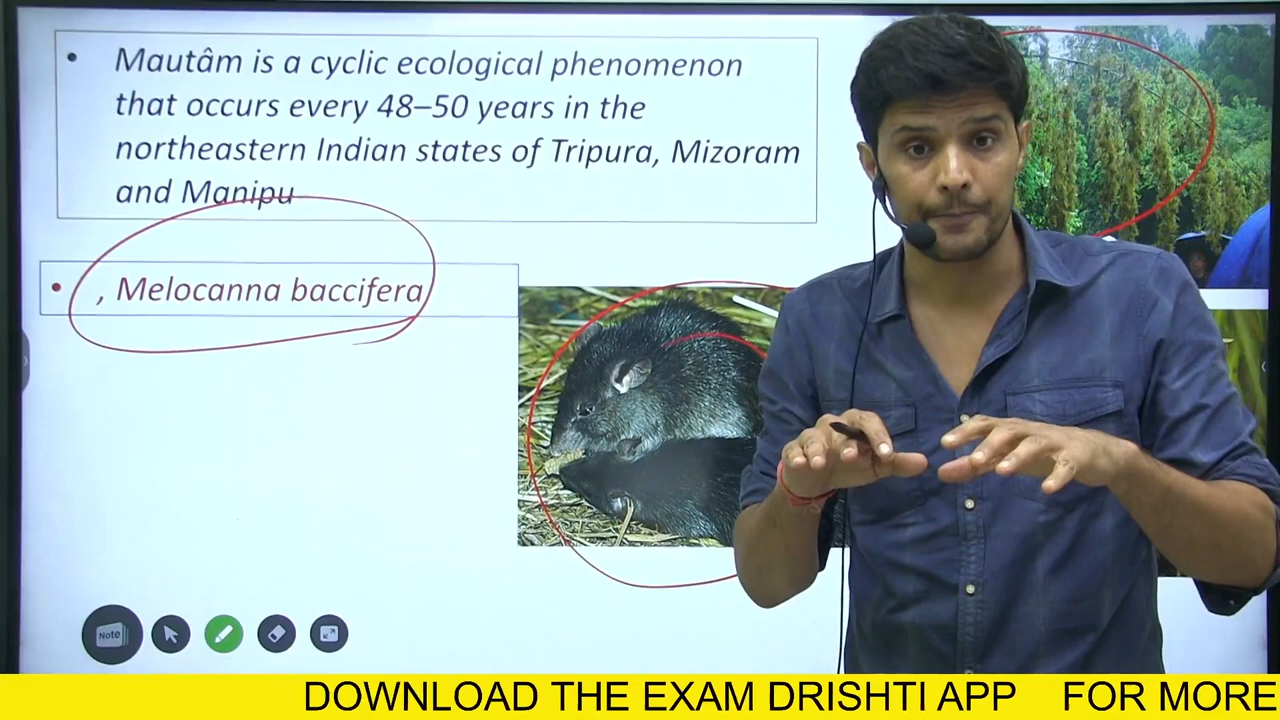 • Mautâm is a cyclic ecological phenomenon
that occurs every 48–50 years in the
northeastern Indian states of Tripura, Mizoram
and Manipu
• , Melocanna baccifera
Note
DOWNLOAD THE EXAM DRISHTI APP FOR MORE